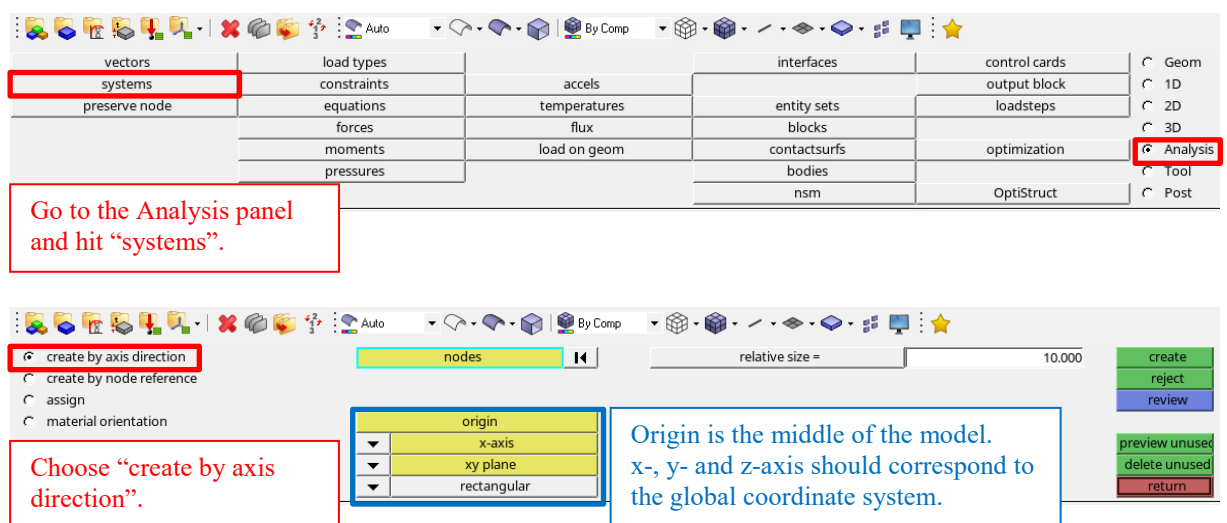 Auto By Comp
vectors load types interfaces control cards Geom
systems constraints accels output block 1D
preserve node equations temperatures entity sets loadsteps 2D
forces flux blocks 3D
moments load on geom contactsurfs optimization Analysis
pressures bodies Tool
nsm OptiStruct Post
Go to the Analysis panel
and hit “systems”.
Auto By Comp
create by axis direction nodes relative size = 10.000 create
create by node reference reject
assign review
material orientation origin
x-axis preview unused
xy plane delete unused
rectangular return
Choose “create by axis
direction”.
Origin is the middle of the model.
x-, y- and z-axis should correspond to
the global coordinate system.